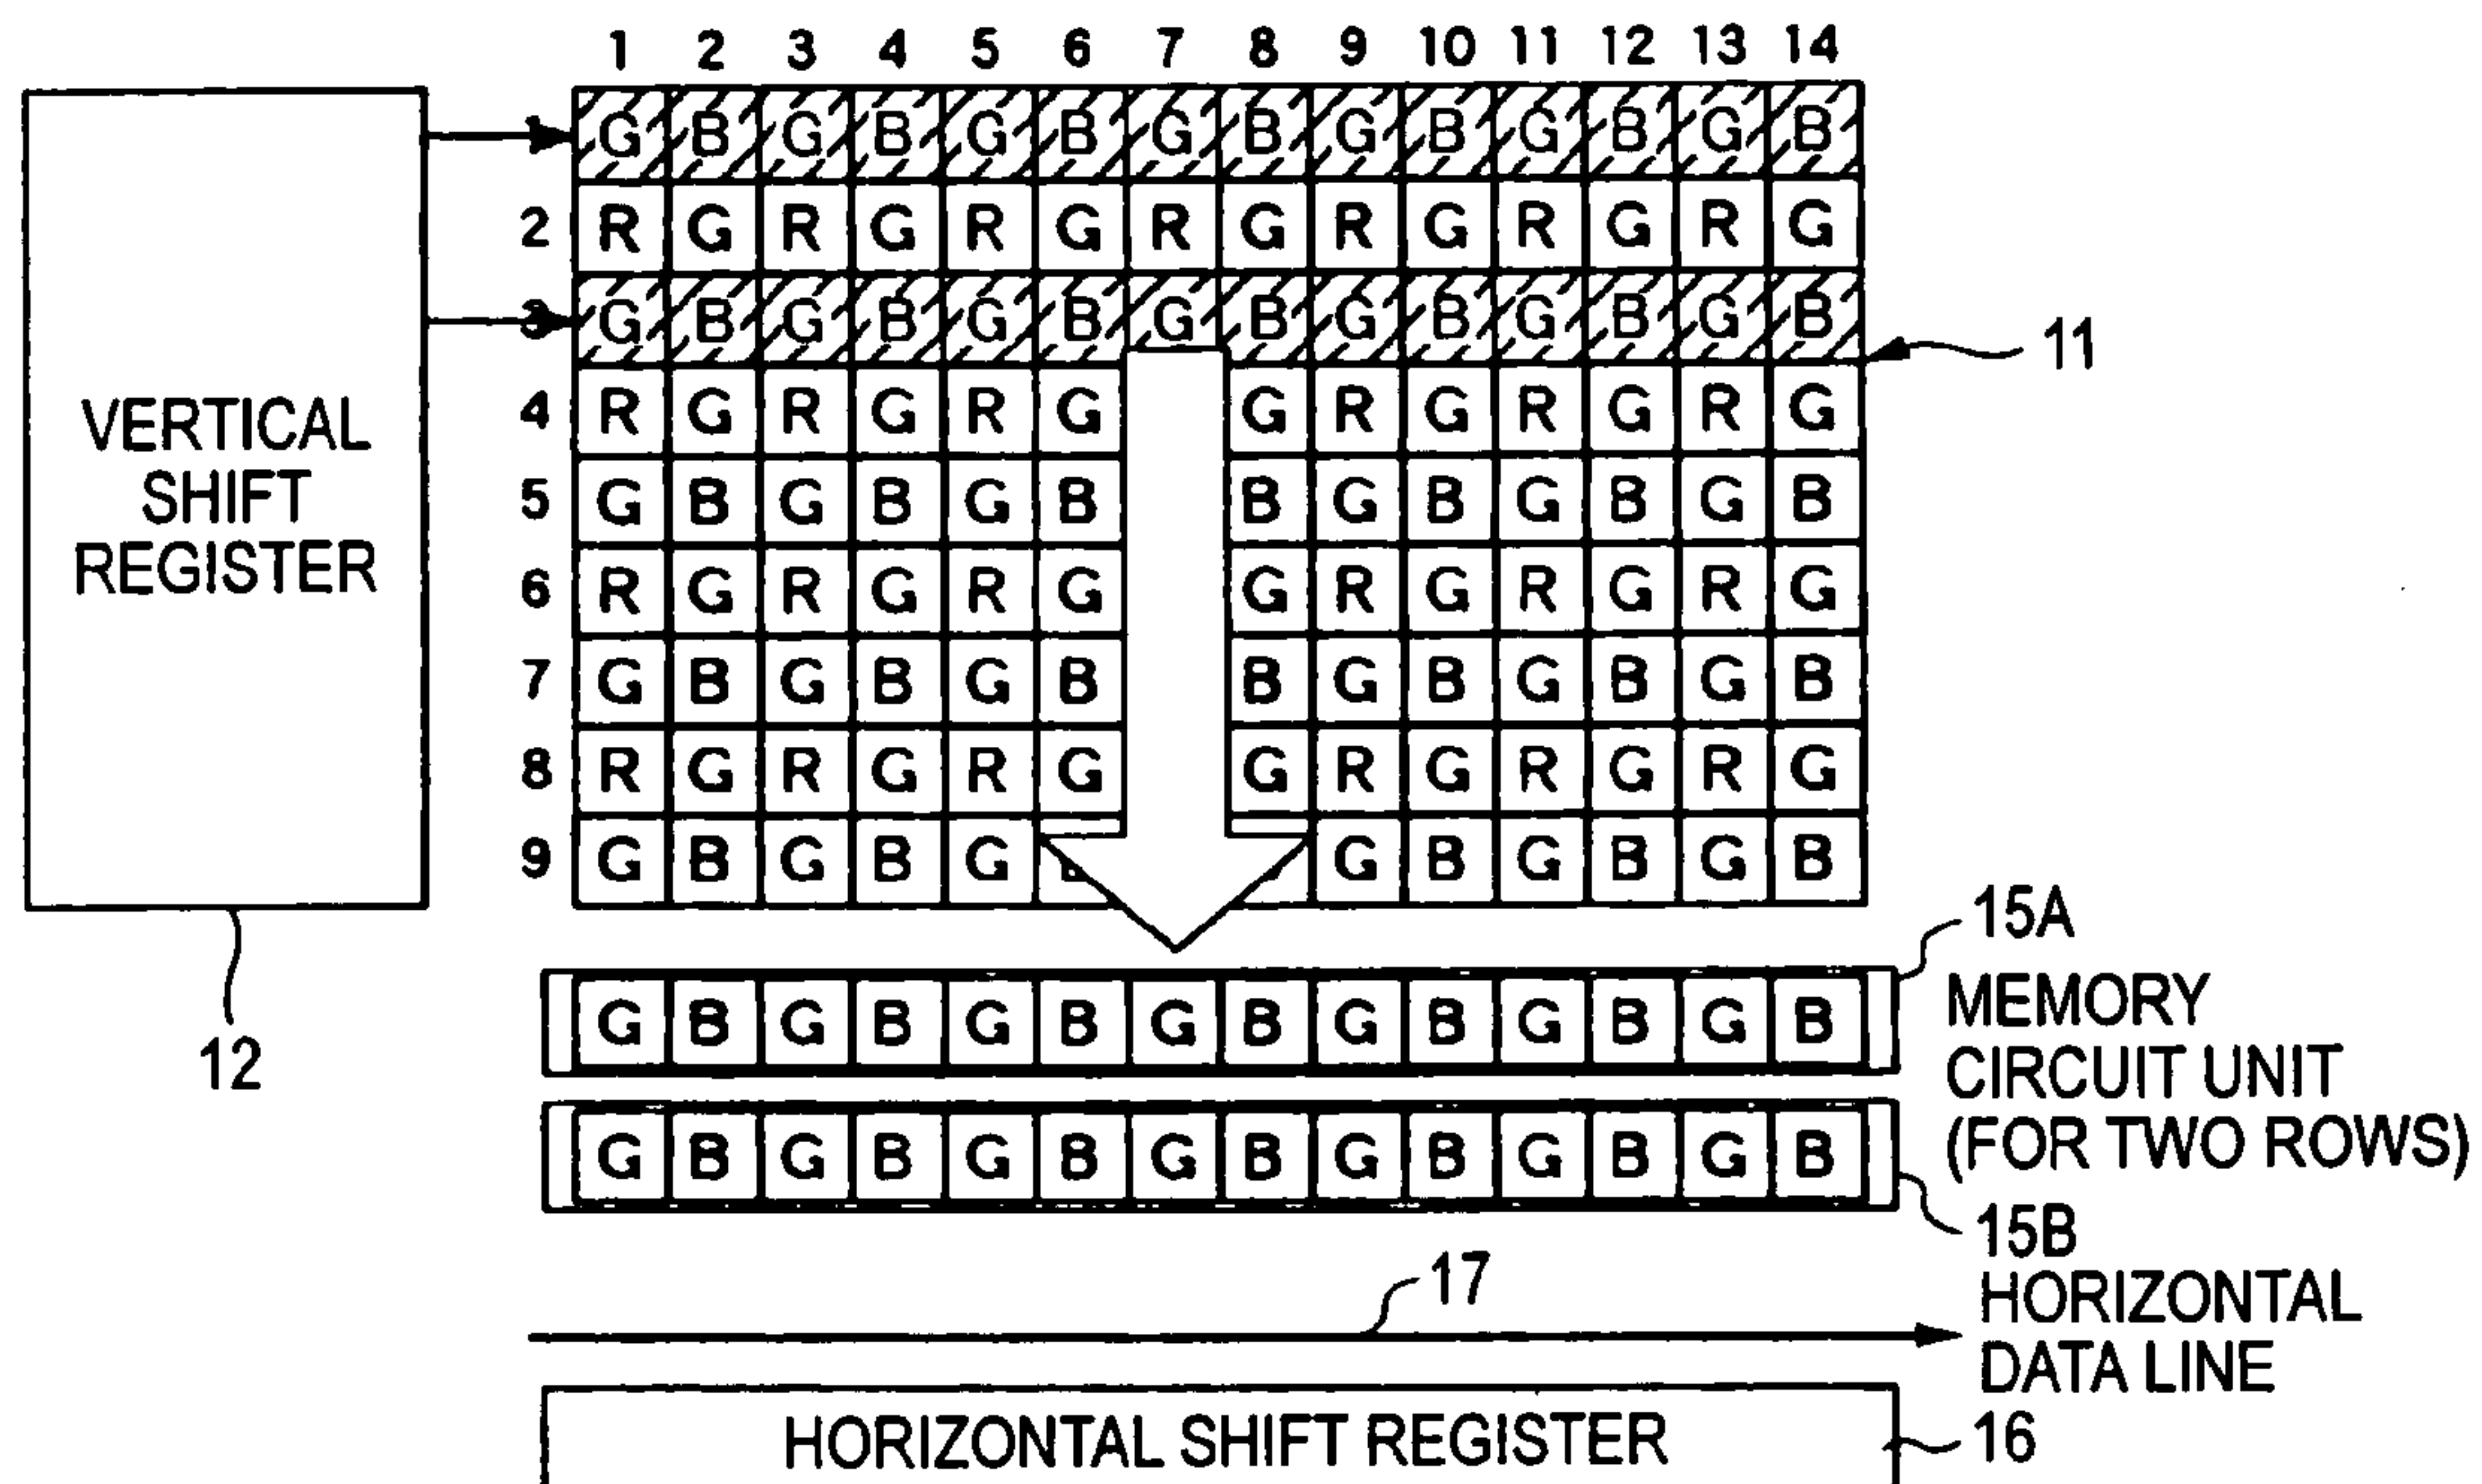 1 2 3 4 5 6 7 8 9 10 11 12 13 14
G B G B G B G B G B G B G B
2 R G R G R G R G R G R G R G
3 G B G B G B G B G B G B G B
11
4 R G R G R G G R G R G R G
5 G B G B G B B G B G B G B
6 R G R G R G G R G R G R G
7 G B G B G B B G B G B G B
8 R G R G R G G R G R G R G
9 G B G B G G B G B G B
VERTICAL
SHIFT
REGISTER
12
15A
G B G B G B G B G B G B G B
MEMORY
CIRCUIT UNIT
(FOR TWO ROWS)
G B G B G B G B G B G B G B
15B
17
HORIZONTAL
DATA LINE
HORIZONTAL SHIFT REGISTER
16